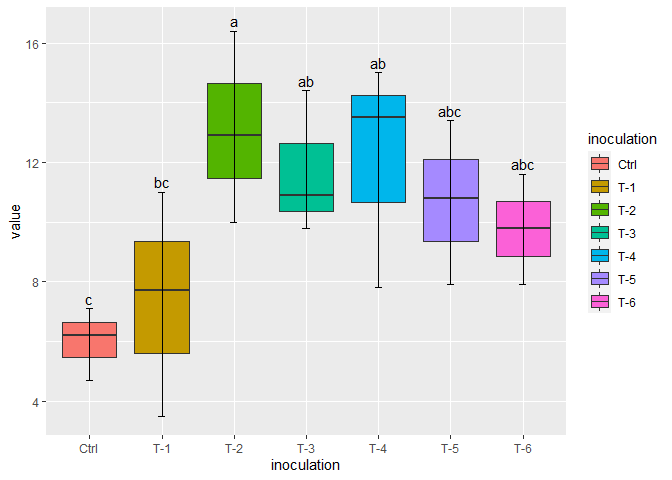 16
12
8
4
value
c
bc
a
ab
ab
abc
abc
Ctrl
T-1
T-2
T-3
T-4
T-5
T-6
inoculation
inoculation
Ctrl
T-1
T-2
T-3
T-4
T-5
T-6